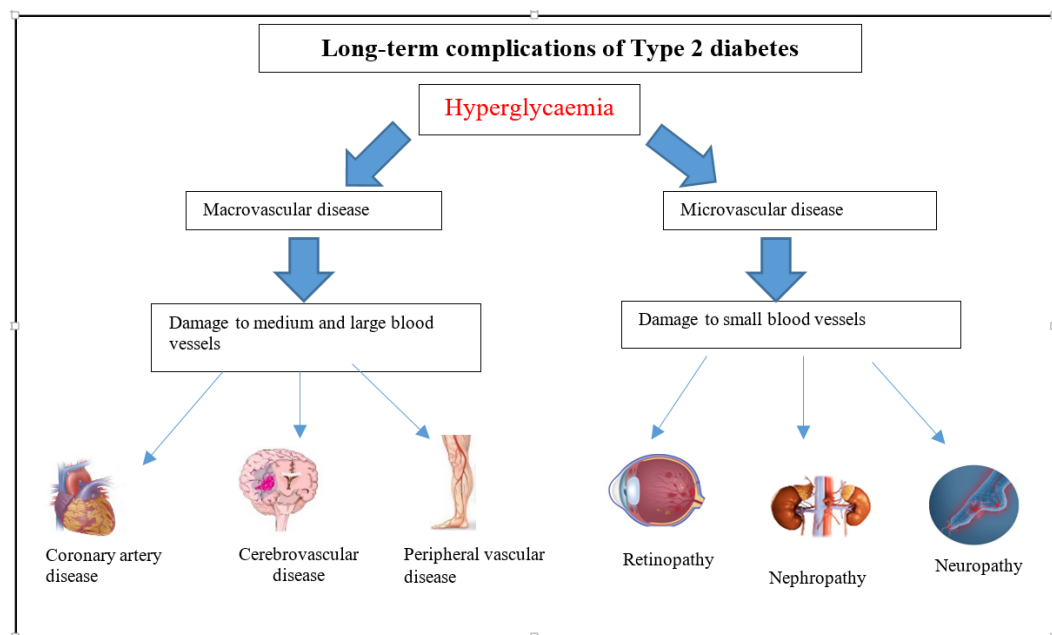 Long-term complications of Type 2 diabetes
Hyperglycaemia
Macrovascular disease
Microvascular disease
Damage to medium and large blood
vessels
Damage to small blood vessels
Coronary artery
disease
Cerebrovascular
disease
Peripheral vascular
disease
Retinopathy
Nephropathy
Neuropathy